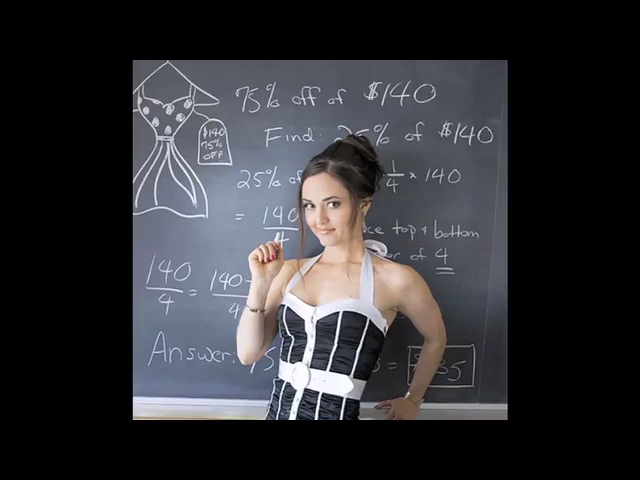 75% off of $140
$140
75%
OFF
Find: 25% of $140
25% of
1/4 × 140
= 140/4
top & bottom
of 4
140/4 = 140
4
Answer:
= $35